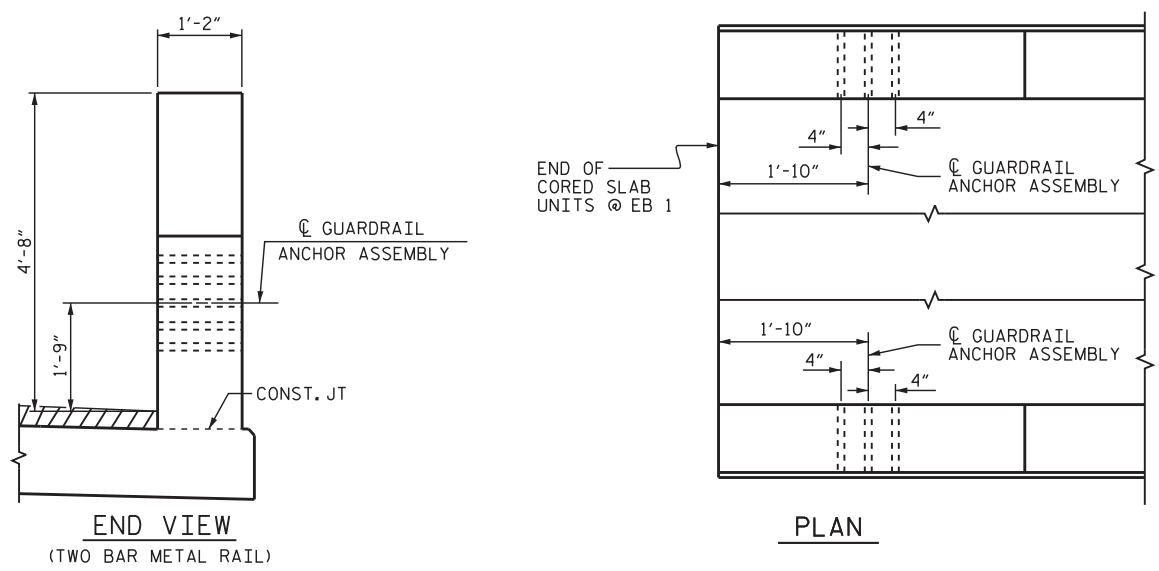 1'-2"
4'-8"
℄ GUARDRAIL
ANCHOR ASSEMBLY
1'-9"
CONST. JT
END VIEW
(TWO BAR METAL RAIL)
4"
4"
END OF
CORED SLAB
UNITS @ EB 1
1'-10"
℄ GUARDRAIL
ANCHOR ASSEMBLY
1'-10"
℄ GUARDRAIL
ANCHOR ASSEMBLY
4"
4"
PLAN